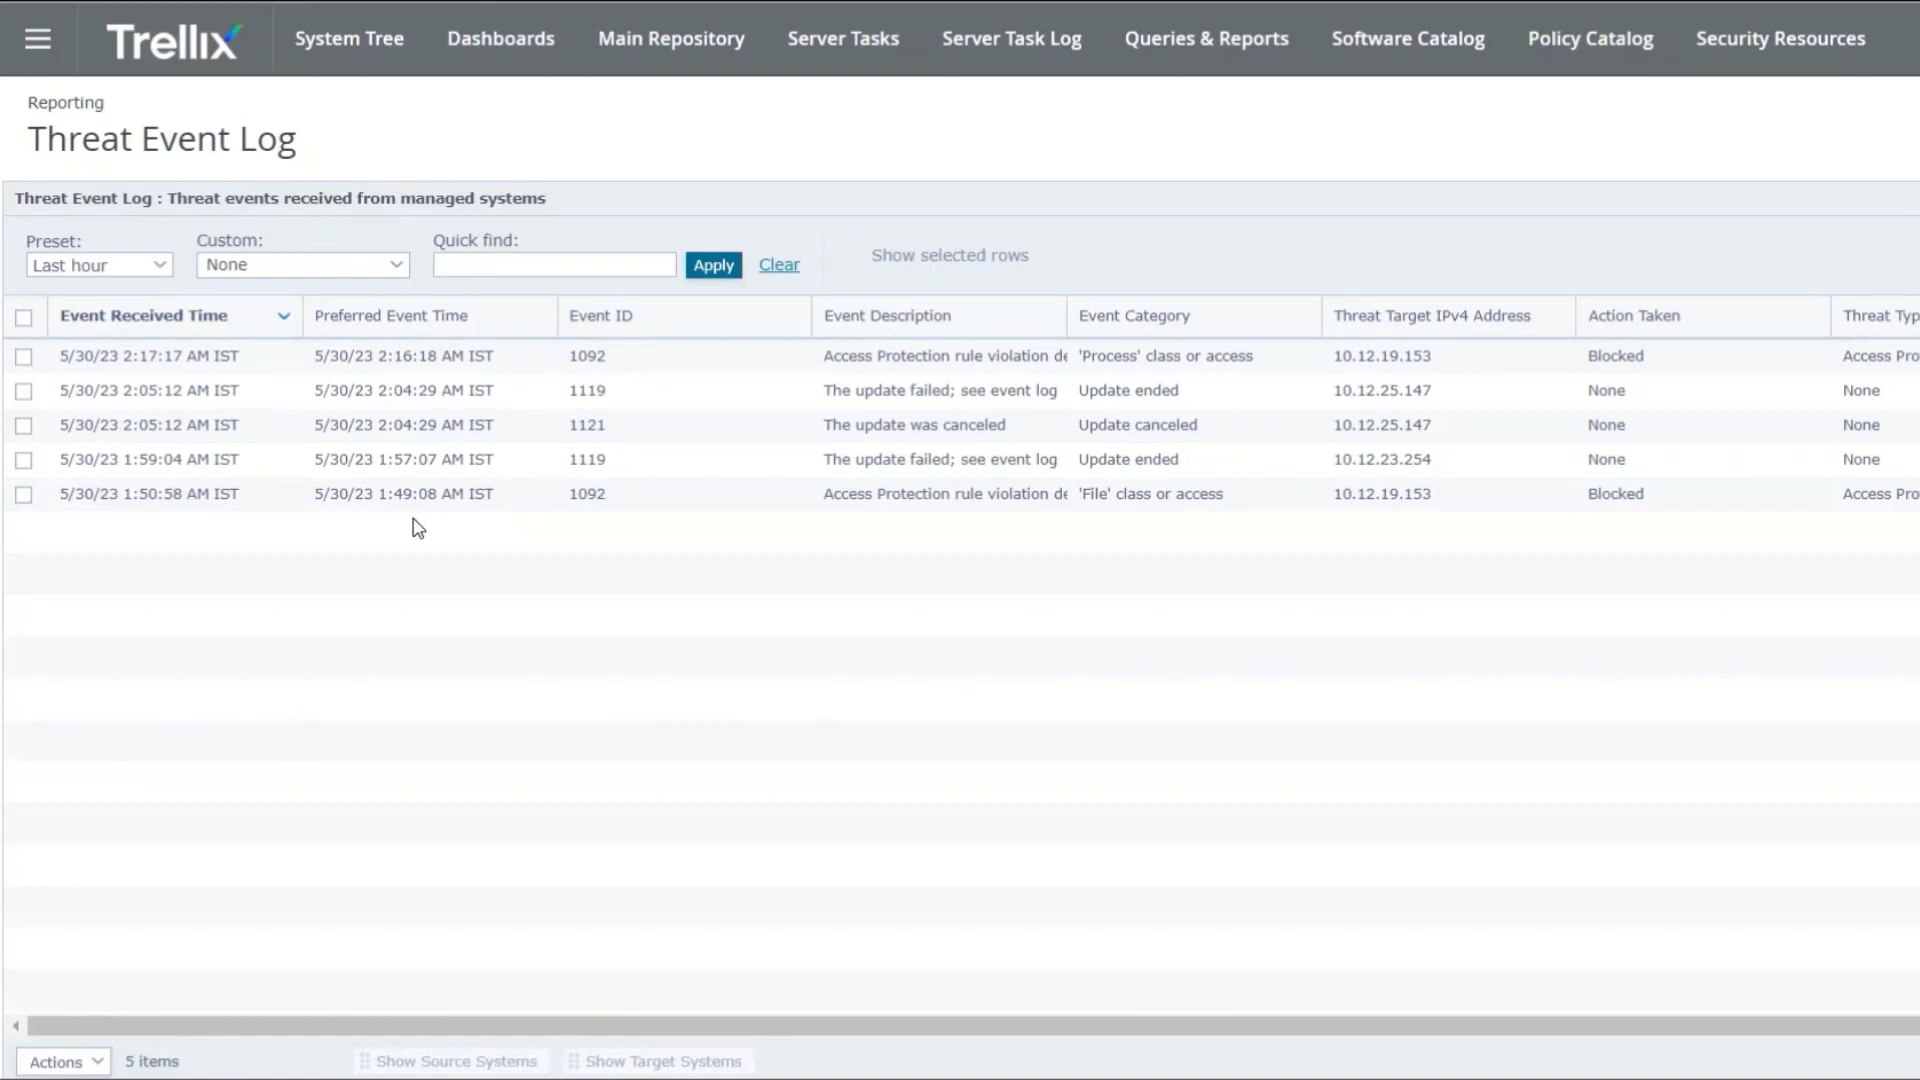 Trellix System Tree Dashboards Main Repository Server Tasks Server Task Log Queries & Reports Software Catalog Policy Catalog Security Resources
Reporting
Threat Event Log
Threat Event Log : Threat events received from managed systems
Preset: Custom: Quick find:
Last hour None Apply Clear Show selected rows
Event Received Time Preferred Event Time Event ID Event Description Event Category Threat Target IPv4 Address Action Taken Threat Typ
5/30/23 2:17:17 AM IST 5/30/23 2:16:18 AM IST 1092 Access Protection rule violation de 'Process' class or access 10.12.19.153 Blocked Access Pro
5/30/23 2:05:12 AM IST 5/30/23 2:04:29 AM IST 1119 The update failed; see event log Update ended 10.12.25.147 None None
5/30/23 2:05:12 AM IST 5/30/23 2:04:29 AM IST 1121 The update was canceled Update canceled 10.12.25.147 None None
5/30/23 1:59:04 AM IST 5/30/23 1:57:07 AM IST 1119 The update failed; see event log Update ended 10.12.23.254 None None
5/30/23 1:50:58 AM IST 5/30/23 1:49:08 AM IST 1092 Access Protection rule violation de 'File' class or access 10.12.19.153 Blocked Access Pro
Actions 5 items Show Source Systems Show Target Systems